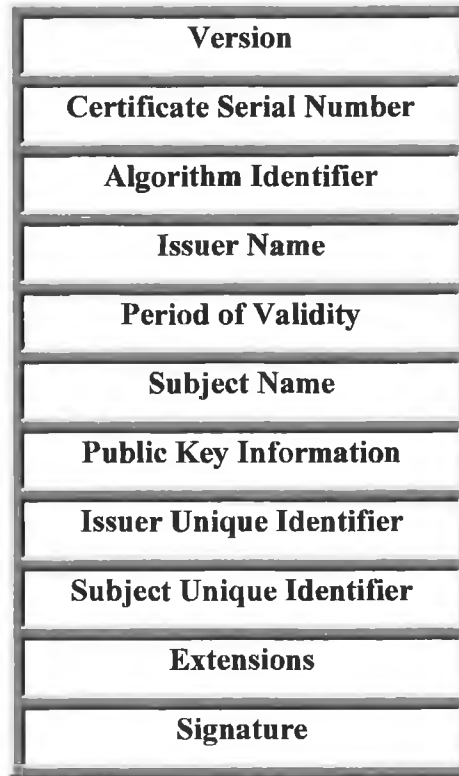 Version
Certificate Serial Number
Algorithm Identifier
Issuer Name
Period of Validity
Subject Name
Public Key Information
Issuer Unique Identifier
Subject Unique Identifier
Extensions
Signature